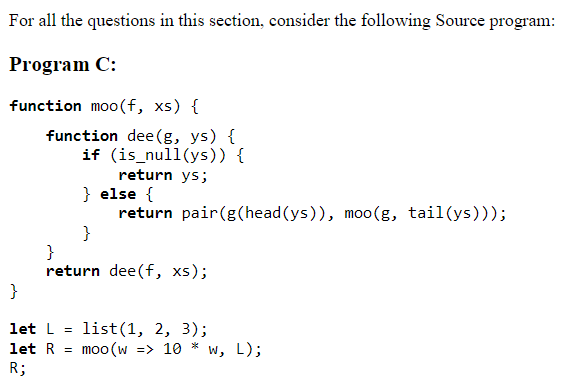 For all the questions in this section, consider the following Source program:
Program C:
function moo(f, xs) {
    function dee(g, ys) {
        if (is_null(ys)) {
            return ys;
        } else {
            return pair(g(head(ys)), moo(g, tail(ys)));
        }
    }
    return dee(f, xs);
}
let L = list(1, 2, 3);
let R = moo(w => 10 * w, L);
R;